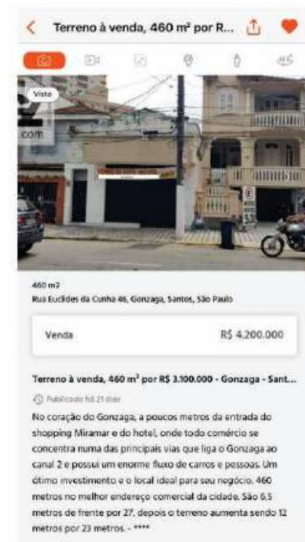 Terreno à venda, 460 m² por R...
Visto
com
460 m2
Rua Euclides da Cunha 46, Gonzaga, Santos, São Paulo
Venda
R$ 4.200.000
Terreno à venda, 460 m² por R$ 3.100.000 - Gonzaga - Sant...
Publicado há 21 dias
No coração do Gonzaga, a poucos metros da entrada do
shopping Miramar e do hotel, onde todo comércio se
concentra numa das principais vias que liga o Gonzaga ao
canal 2 e possui um enorme fluxo de carros e pessoas. Um
ótimo investimento e o local ideal para seu negócio. 460
metros no melhor endereço comercial da cidade. São 6,5
metros de frente por 27, depois o terreno aumenta sendo 12
metros por 23 metros. - ****